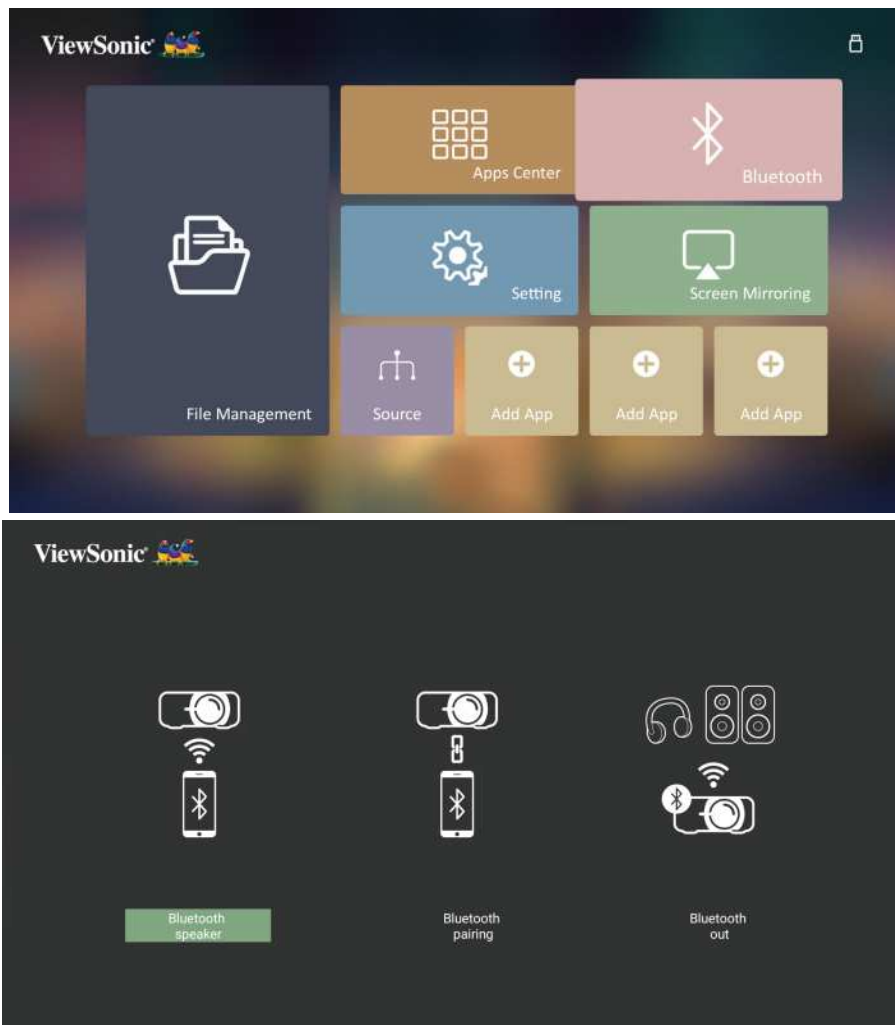 ViewSonic
Apps Center
Bluetooth
Setting
Screen Mirroring
File Management
Source
Add App
Add App
Add App
ViewSonic
Bluetooth
speaker
Bluetooth
pairing
Bluetooth
out